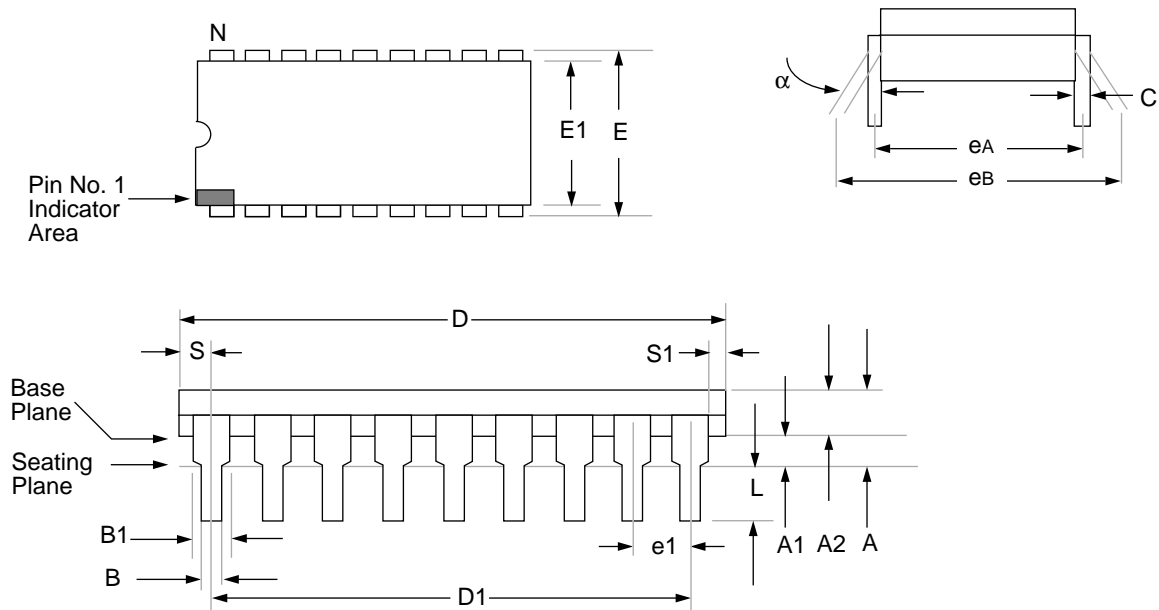 N
E1
E
Pin No. 1
Indicator
Area
α
C
eA
eB
D
S
S1
Base
Plane
Seating
Plane
L
B1
B
e1
A1
A2
A
D1